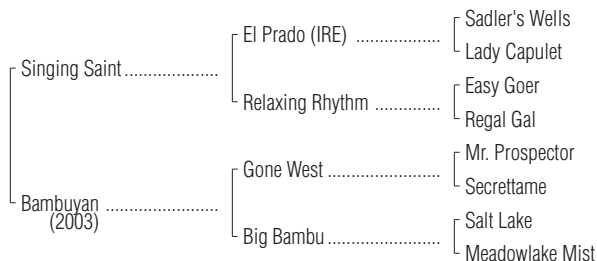 Sadler's Wells
El Prado (IRE) ...................
Lady Capulet
Singing Saint.....................
Easy Goer
Relaxing Rhythm ...............
Regal Gal
Mr. Prospector
Gone West .........................
Secrettame
Bambuyan .........................
(2003)
Salt Lake
Big Bambu.........................
Meadowlake Mist